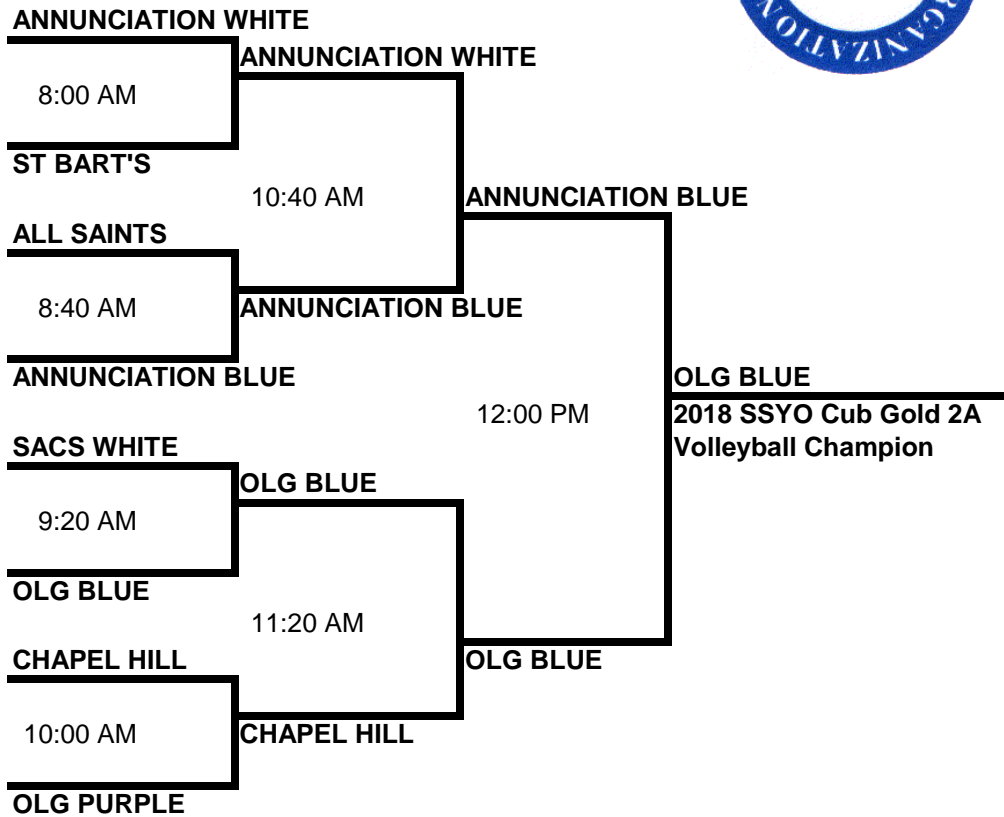 ANNUNCIATION WHITE
8:00 AM
ST BART'S
ALL SAINTS
8:40 AM
ANNUNCIATION BLUE
SACS WHITE
9:20 AM
OLG BLUE
CHAPEL HILL
10:00 AM
OLG PURPLE
ANNUNCIATION WHITE
10:40 AM
ANNUNCIATION BLUE
OLG BLUE
11:20 AM
CHAPEL HILL
ANNUNCIATION BLUE
12:00 PM
OLG BLUE
OLG BLUE
2018 SSYO Cub Gold 2A
Volleyball Champion